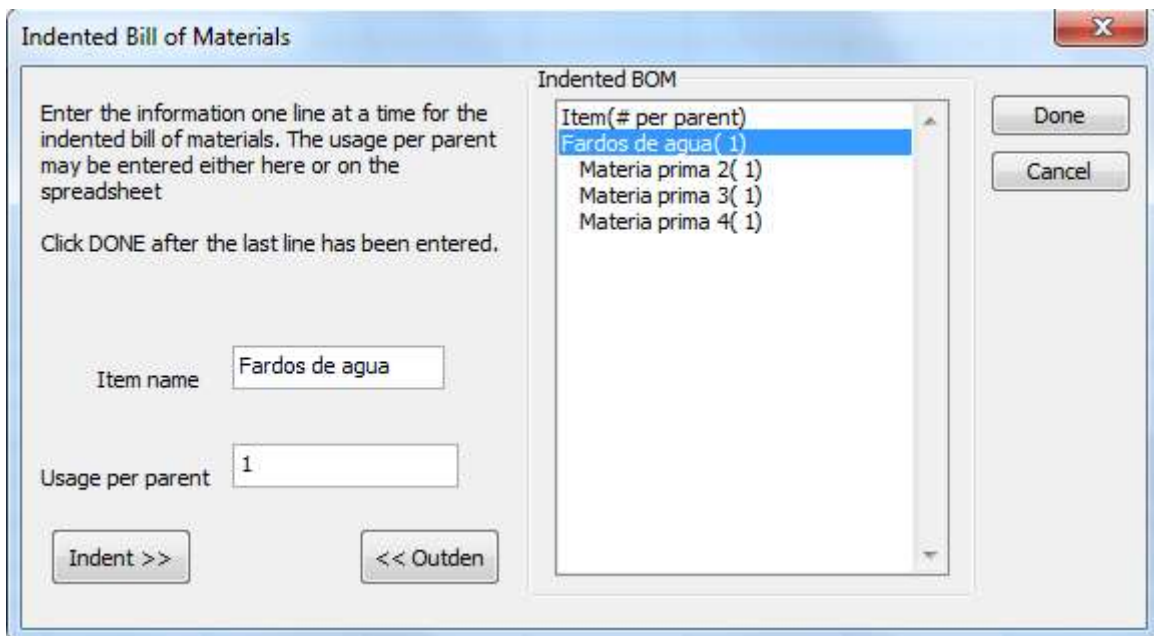 Indented Bill of Materials
Enter the information one line at a time for the
indented bill of materials. The usage per parent
may be entered either here or on the
spreadsheet
Click DONE after the last line has been entered.
Item name
Fardos de agua
Usage per parent
1
Indent >>
<< Outden
Indented BOM
Item(# per parent)
Fardos de agua( 1)
Materia prima 2( 1)
Materia prima 3( 1)
Materia prima 4( 1)
Done
Cancel